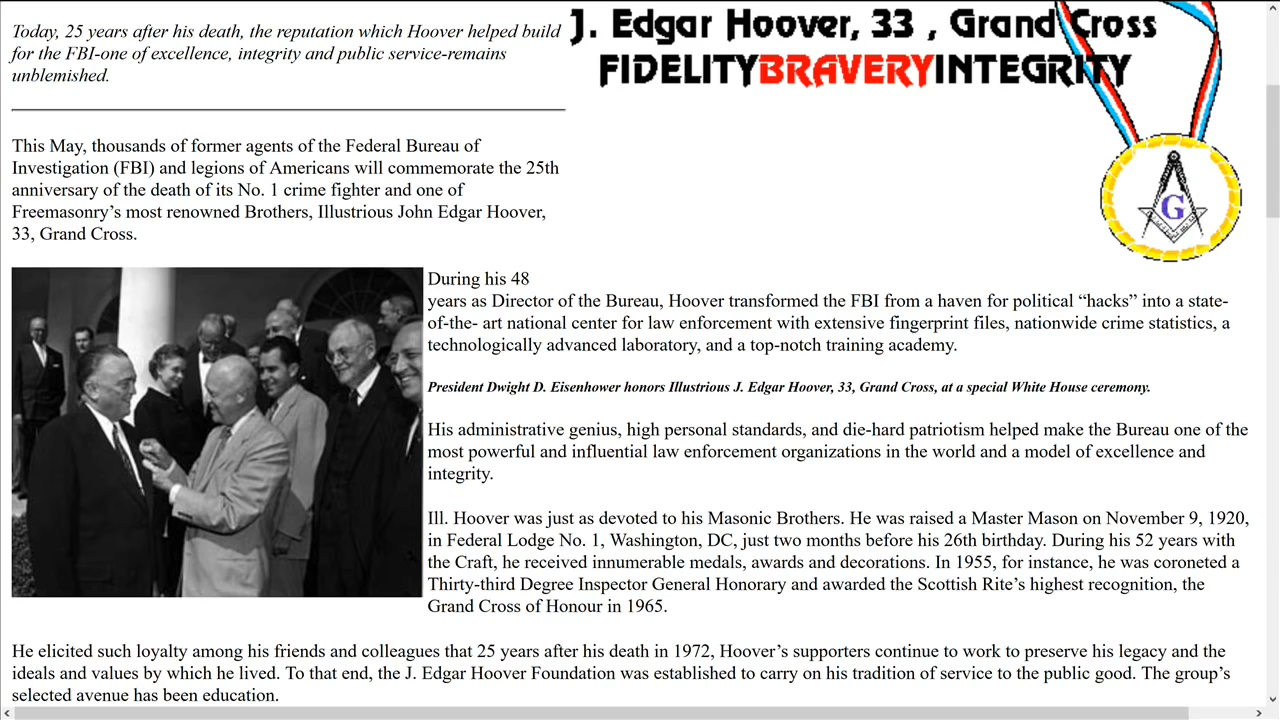 Today, 25 years after his death, the reputation which Hoover helped build
for the FBI-one of excellence, integrity and public service-remains
unblemished.
J. Edgar Hoover, 33 , Grand Cross
FIDELITYBRAVERYINTEGRITY
G
This May, thousands of former agents of the Federal Bureau of
Investigation (FBI) and legions of Americans will commemorate the 25th
anniversary of the death of its No. 1 crime fighter and one of
Freemasonry’s most renowned Brothers, Illustrious John Edgar Hoover,
33, Grand Cross.
During his 48
years as Director of the Bureau, Hoover transformed the FBI from a haven for political “hacks” into a state-
of-the- art national center for law enforcement with extensive fingerprint files, nationwide crime statistics, a
technologically advanced laboratory, and a top-notch training academy.
President Dwight D. Eisenhower honors Illustrious J. Edgar Hoover, 33, Grand Cross, at a special White House ceremony.
His administrative genius, high personal standards, and die-hard patriotism helped make the Bureau one of the
most powerful and influential law enforcement organizations in the world and a model of excellence and
integrity.
Ill. Hoover was just as devoted to his Masonic Brothers. He was raised a Master Mason on November 9, 1920,
in Federal Lodge No. 1, Washington, DC, just two months before his 26th birthday. During his 52 years with
the Craft, he received innumerable medals, awards and decorations. In 1955, for instance, he was coroneted a
Thirty-third Degree Inspector General Honorary and awarded the Scottish Rite’s highest recognition, the
Grand Cross of Honour in 1965.
He elicited such loyalty among his friends and colleagues that 25 years after his death in 1972, Hoover’s supporters continue to work to preserve his legacy and the
ideals and values by which he lived. To that end, the J. Edgar Hoover Foundation was established to carry on his tradition of service to the public good. The group’s
selected avenue has been education.